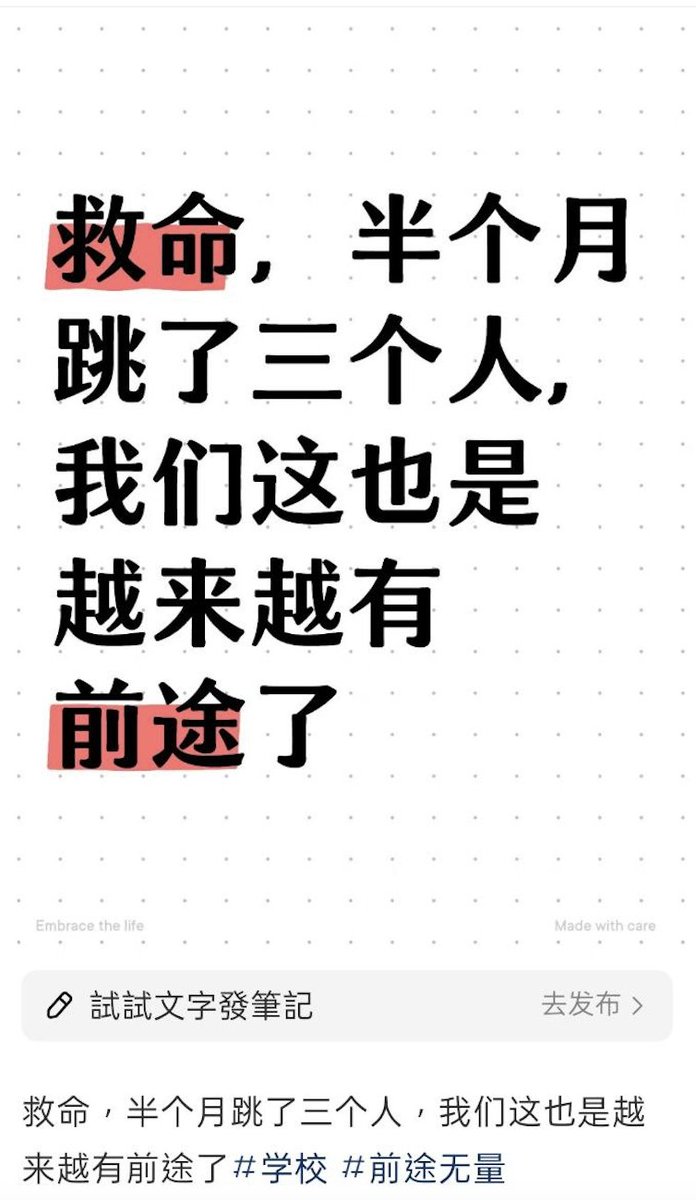 救命，半个月
跳了三个人，
我们这也是
越来越有
前途了
Embrace the life
Made with care
試試文字發筆記
去发布
救命，半个月跳了三个人，我们这也是越
来越有前途了#学校 #前途无量